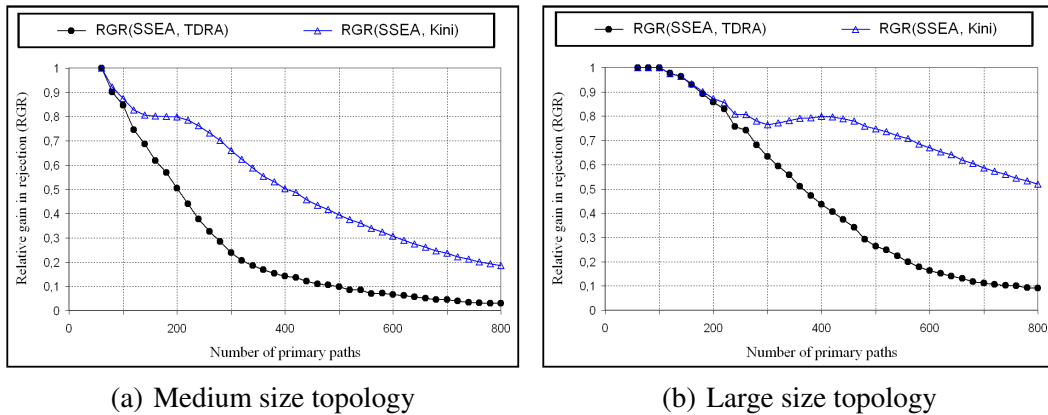 RGR(SSEA, TDRA) RGR(SSEA, Kini)
Relative gain in rejection (RGR)
1
0,9
0,8
0,7
0,6
0,5
0,4
0,3
0,2
0,1
0
0 200 400 600 800
Number of primary paths
(a) Medium size topology
RGR(SSEA, TDRA) RGR(SSEA, Kini)
Relative gain in rejection (RGR)
1
0,9
0,8
0,7
0,6
0,5
0,4
0,3
0,2
0,1
0
0 200 400 600 800
Number of primary paths
(b) Large size topology